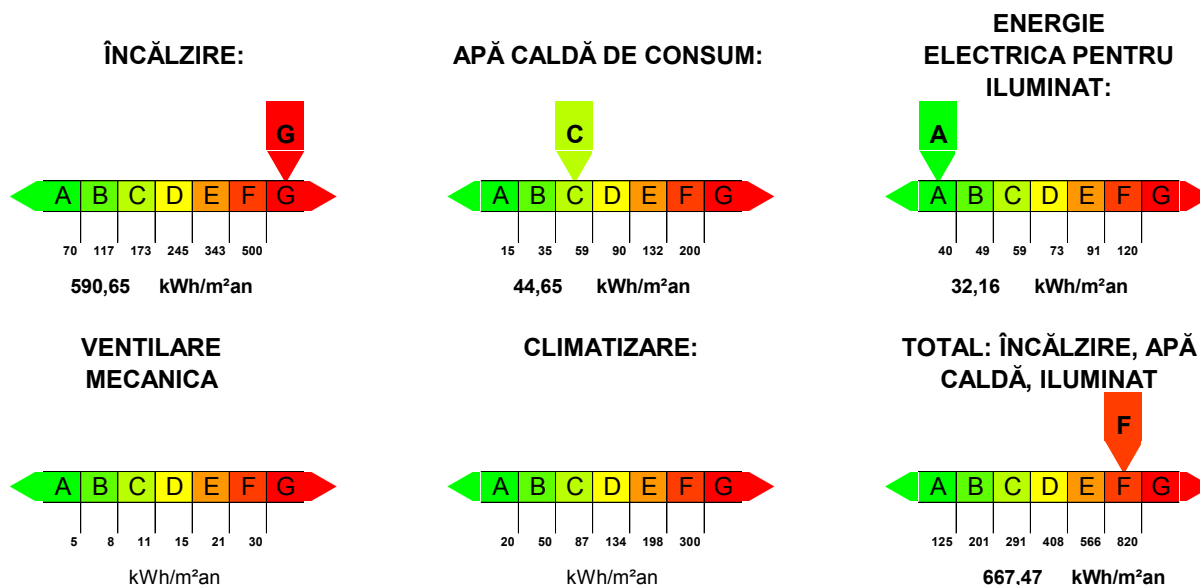 ÎNCĂLZIRE:
G
A B C D E F G
70 117 173 245 343 500
590,65 kWh/m²an
APĂ CALDĂ DE CONSUM:
C
A B C D E F G
15 35 59 90 132 200
44,65 kWh/m²an
ENERGIE
ELECTRICA PENTRU
ILUMINAT:
A
A B C D E F G
40 49 59 73 91 120
32,16 kWh/m²an
VENTILARE
MECANICA
A B C D E F G
5 8 11 15 21 30
kWh/m²an
CLIMATIZARE:
A B C D E F G
20 50 87 134 198 300
kWh/m²an
TOTAL: ÎNCĂLZIRE, APĂ
CALDĂ, ILUMINAT
F
A B C D E F G
125 201 291 408 566 820
667,47 kWh/m²an